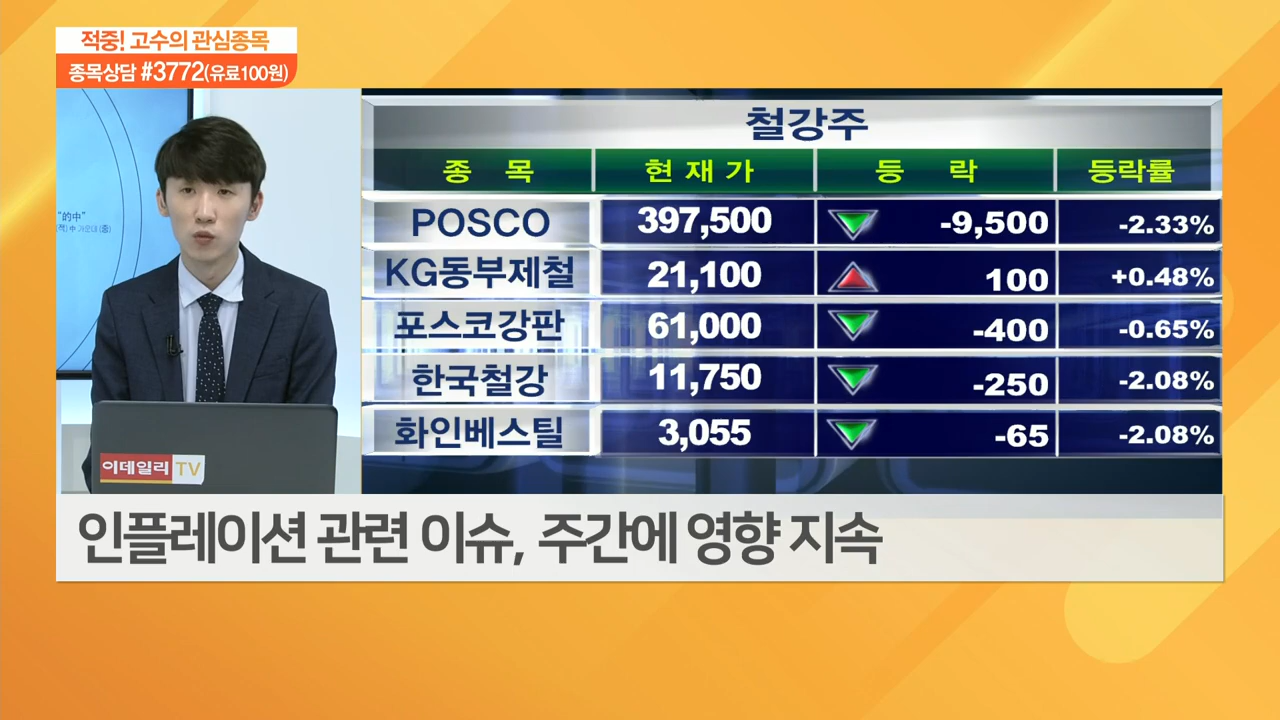 적중! 고수의 관심종목
종목상담 #3772(유료100원)
"的中"
철강주
종 목 현 재 가 등 락 등락률
POSCO 397,500 -9,500 -2.33%
KG동부제철 21,100 100 +0.48%
포스코강판 61,000 -400 -0.65%
한국철강 11,750 -250 -2.08%
화인베스틸 3,055 -65 -2.08%
이데일리TV
인플레이션 관련 이슈, 주간에 영향 지속